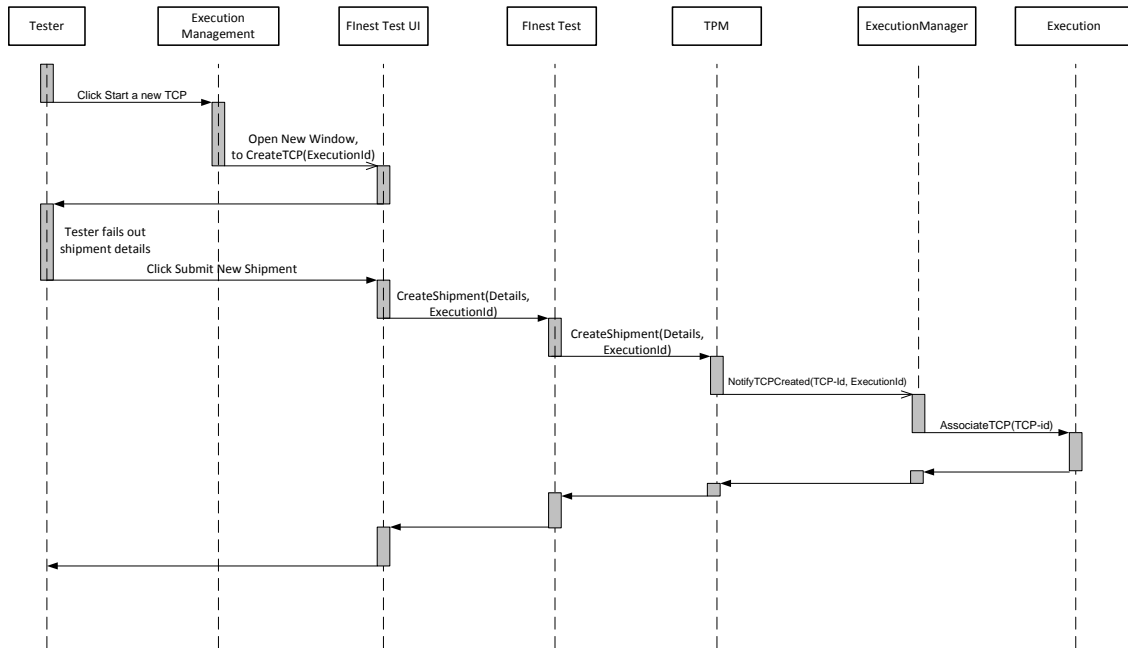 Tester
Execution
Management
FInest Test UI
FInest Test
TPM
ExecutionManager
Execution
Click Start a new TCP
Open New Window,
to CreateTCP(ExecutionId)
Tester fails out
shipment details
Click Submit New Shipment
CreateShipment(Details,
ExecutionId)
CreateShipment(Details,
ExecutionId)
NotifyTCPCreated(TCP-Id, ExecutionId)
AssociateTCP(TCP-id)